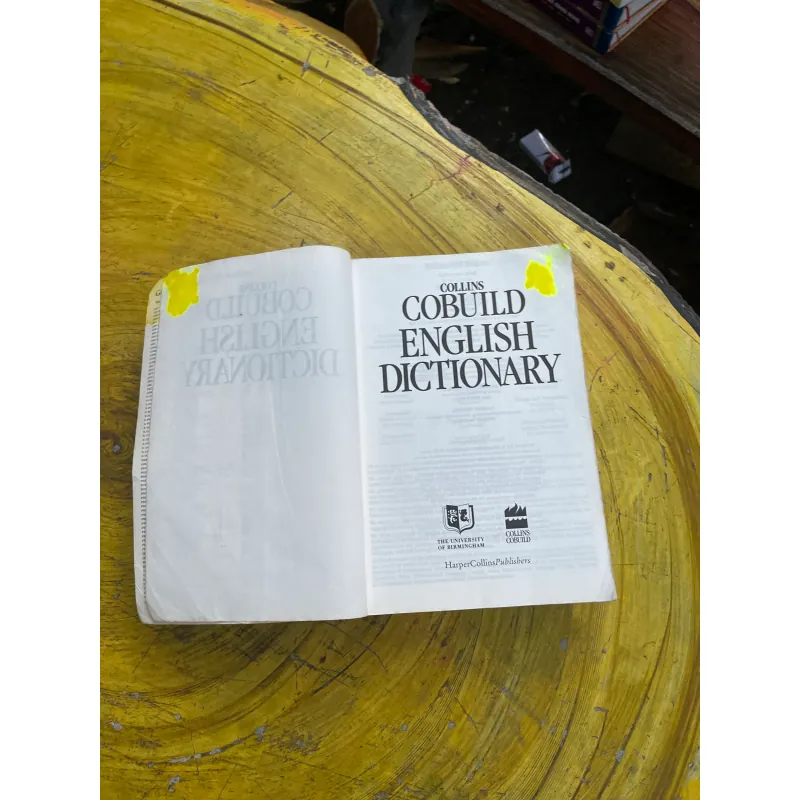 COLLINS
COBUILD
ENGLISH
DICTIONARY
THE UNIVERSITY
OF BIRMINGHAM
COLLINS
COBUILD
HarperCollinsPublishers